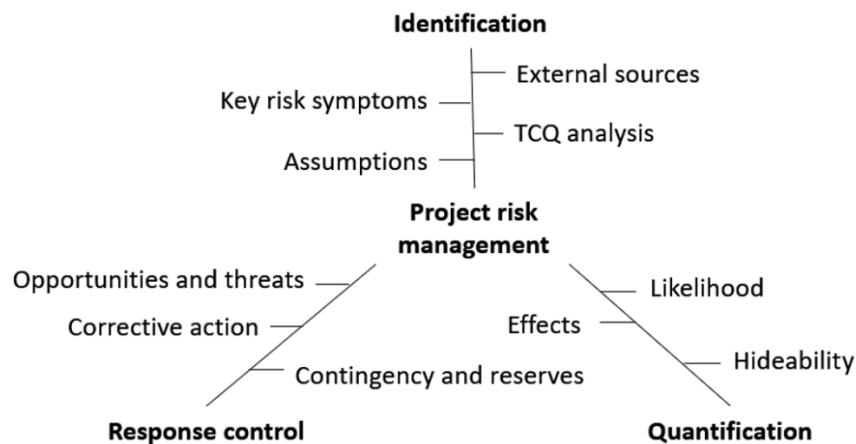 Identification
External sources
Key risk symptoms
TCQ analysis
Assumptions
Project risk
management
Opportunities and threats
Likelihood
Corrective action
Effects
Hideability
Contingency and reserves
Response control
Quantification